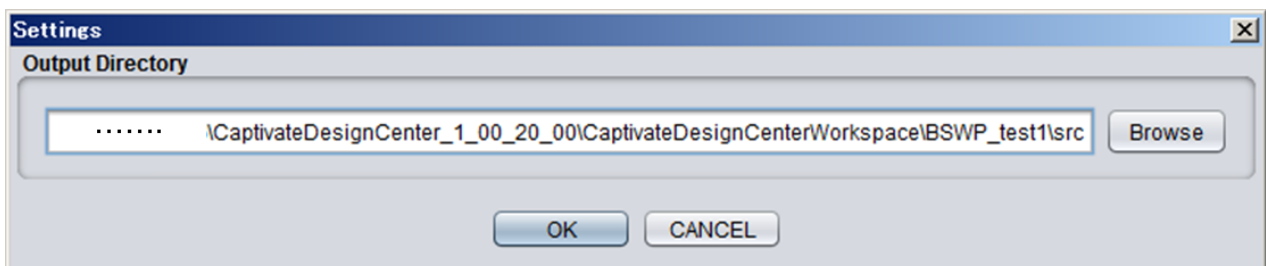 Settings
Output Directory
....... \CaptivateDesignCenter_1_00_20_00\CaptivateDesignCenterWorkspace\BSWP_test1\src Browse
OK CANCEL